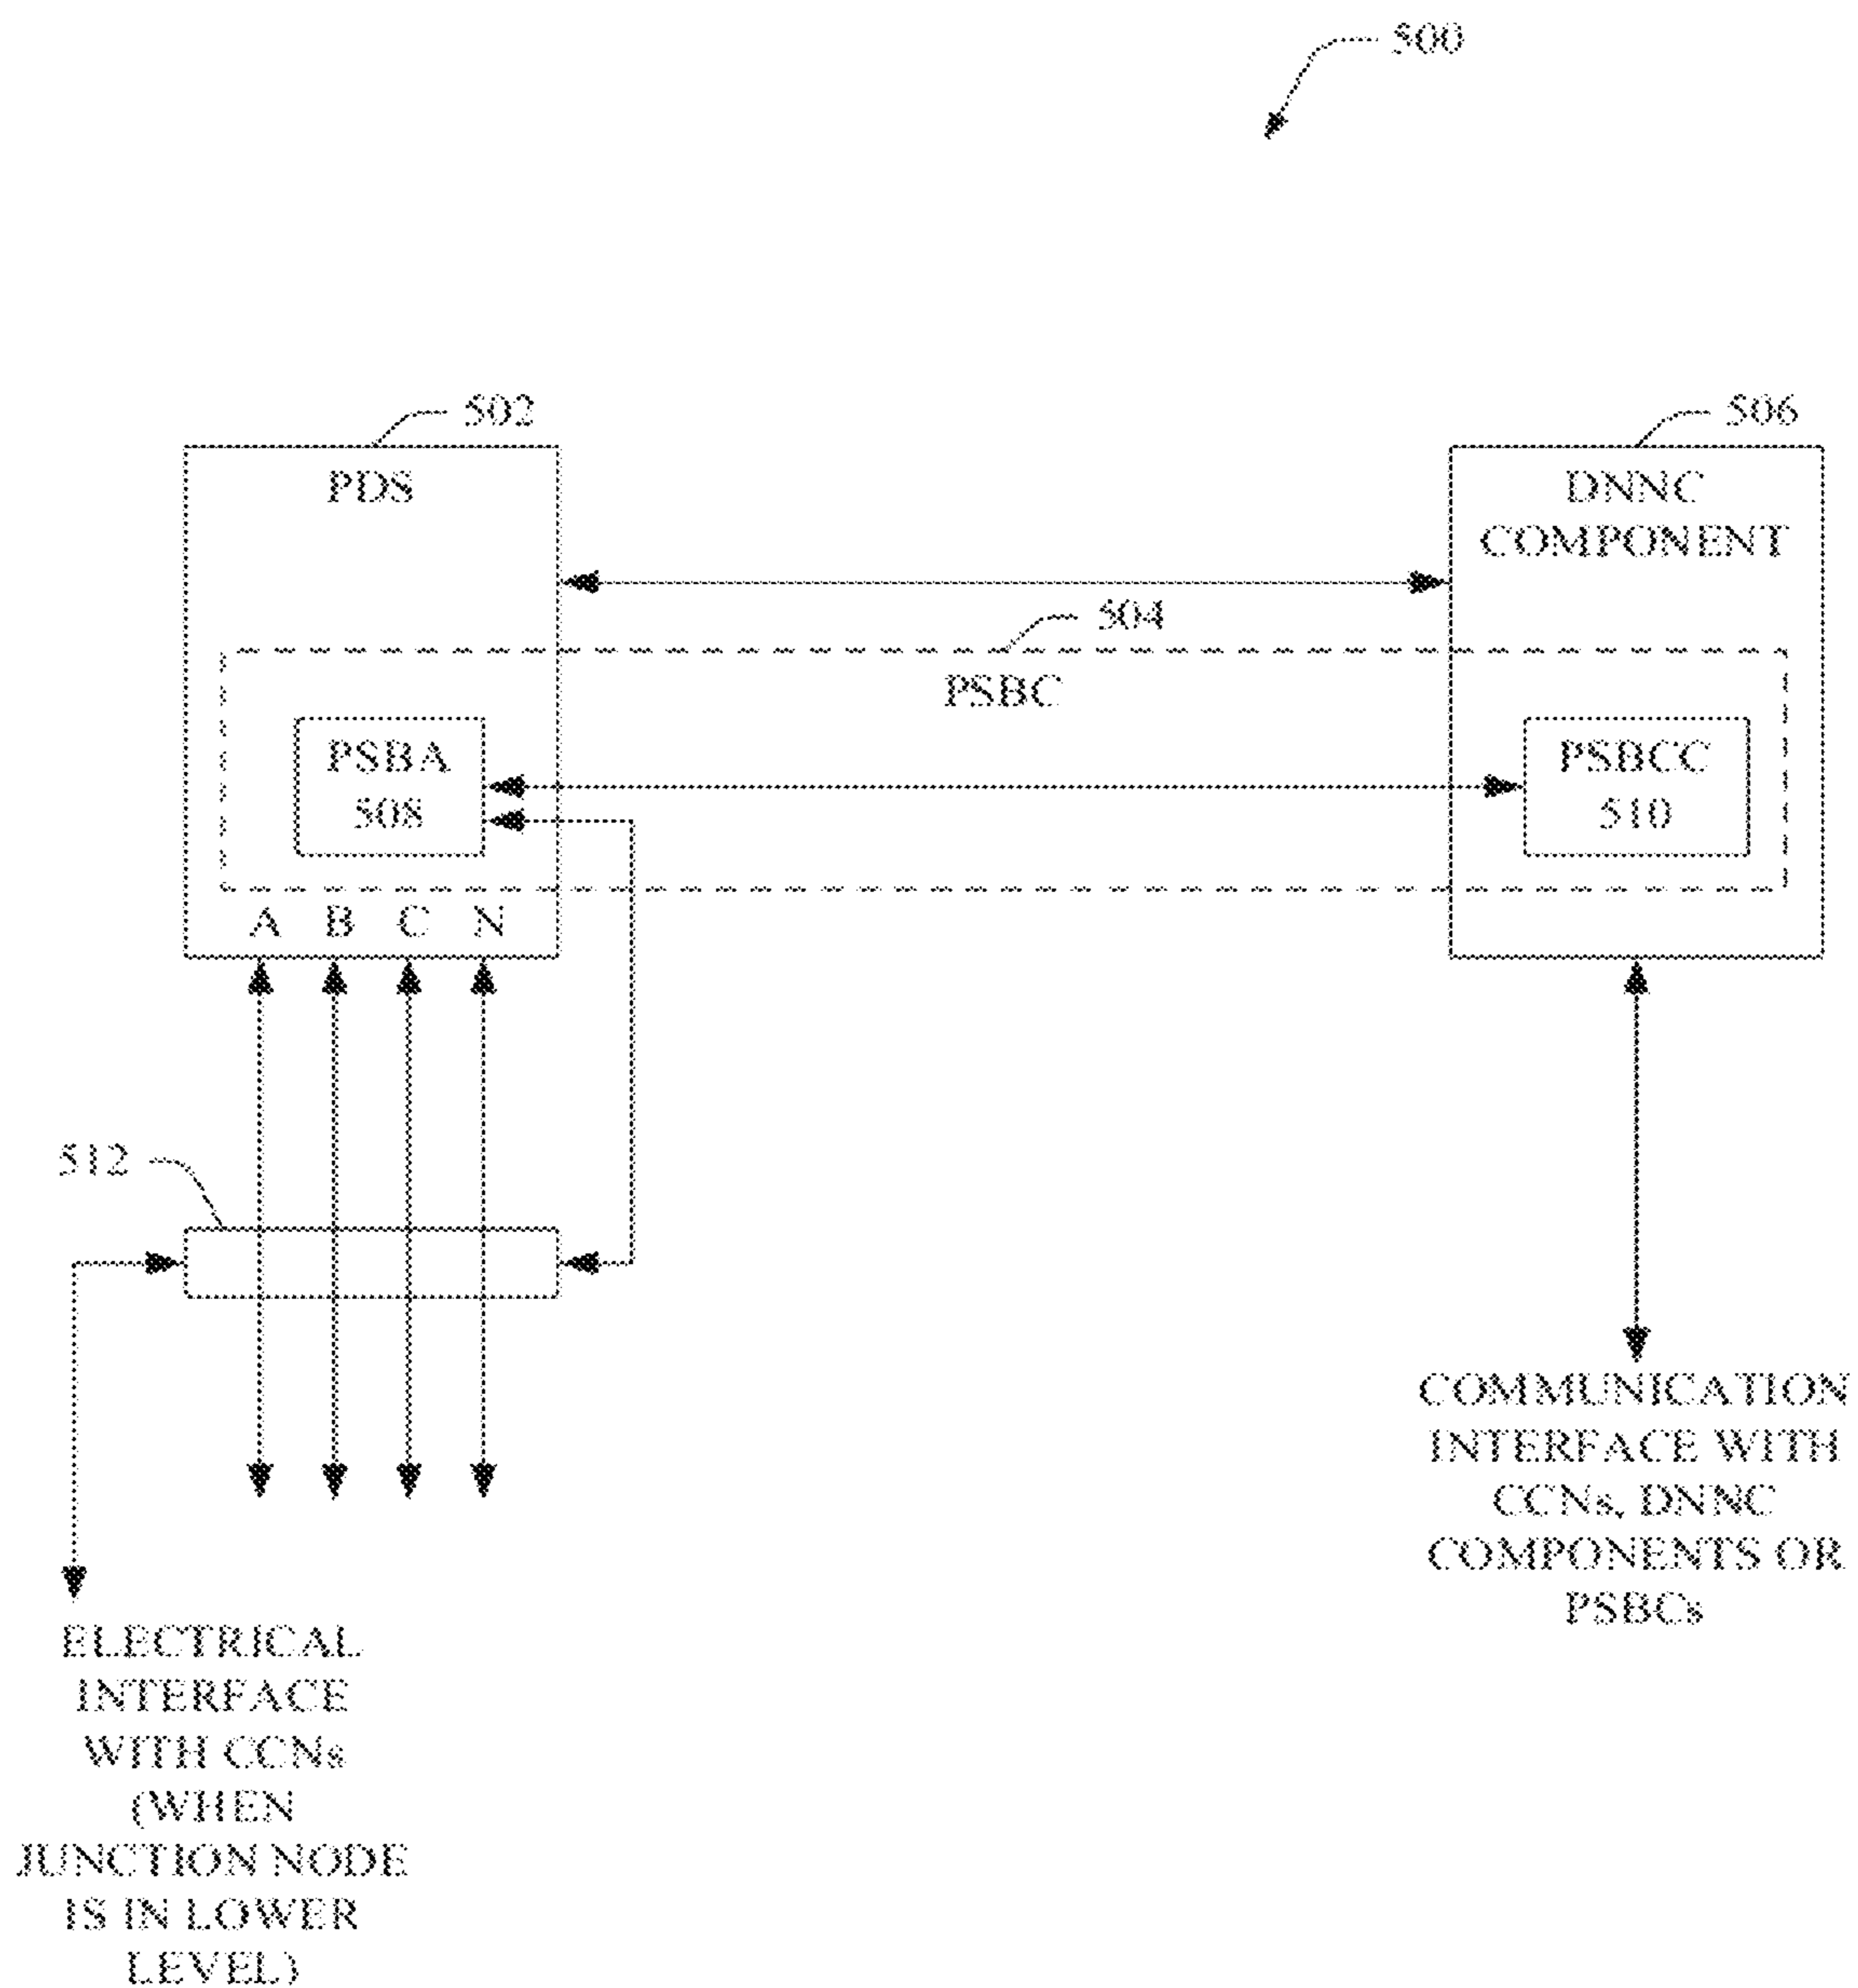 500
502
506
PDS
DNNC
COMPONENT
504
PSBC
PSBA
508
PSBCC
510
A B C N
512
COMMUNICATION
INTERFACE WITH
CCNs, DNNC
COMPONENTS OR
PSBCs
ELECTRICAL
INTERFACE
WITH CCNs
(WHEN
JUNCTION NODE
IS IN LOWER
LEVEL)